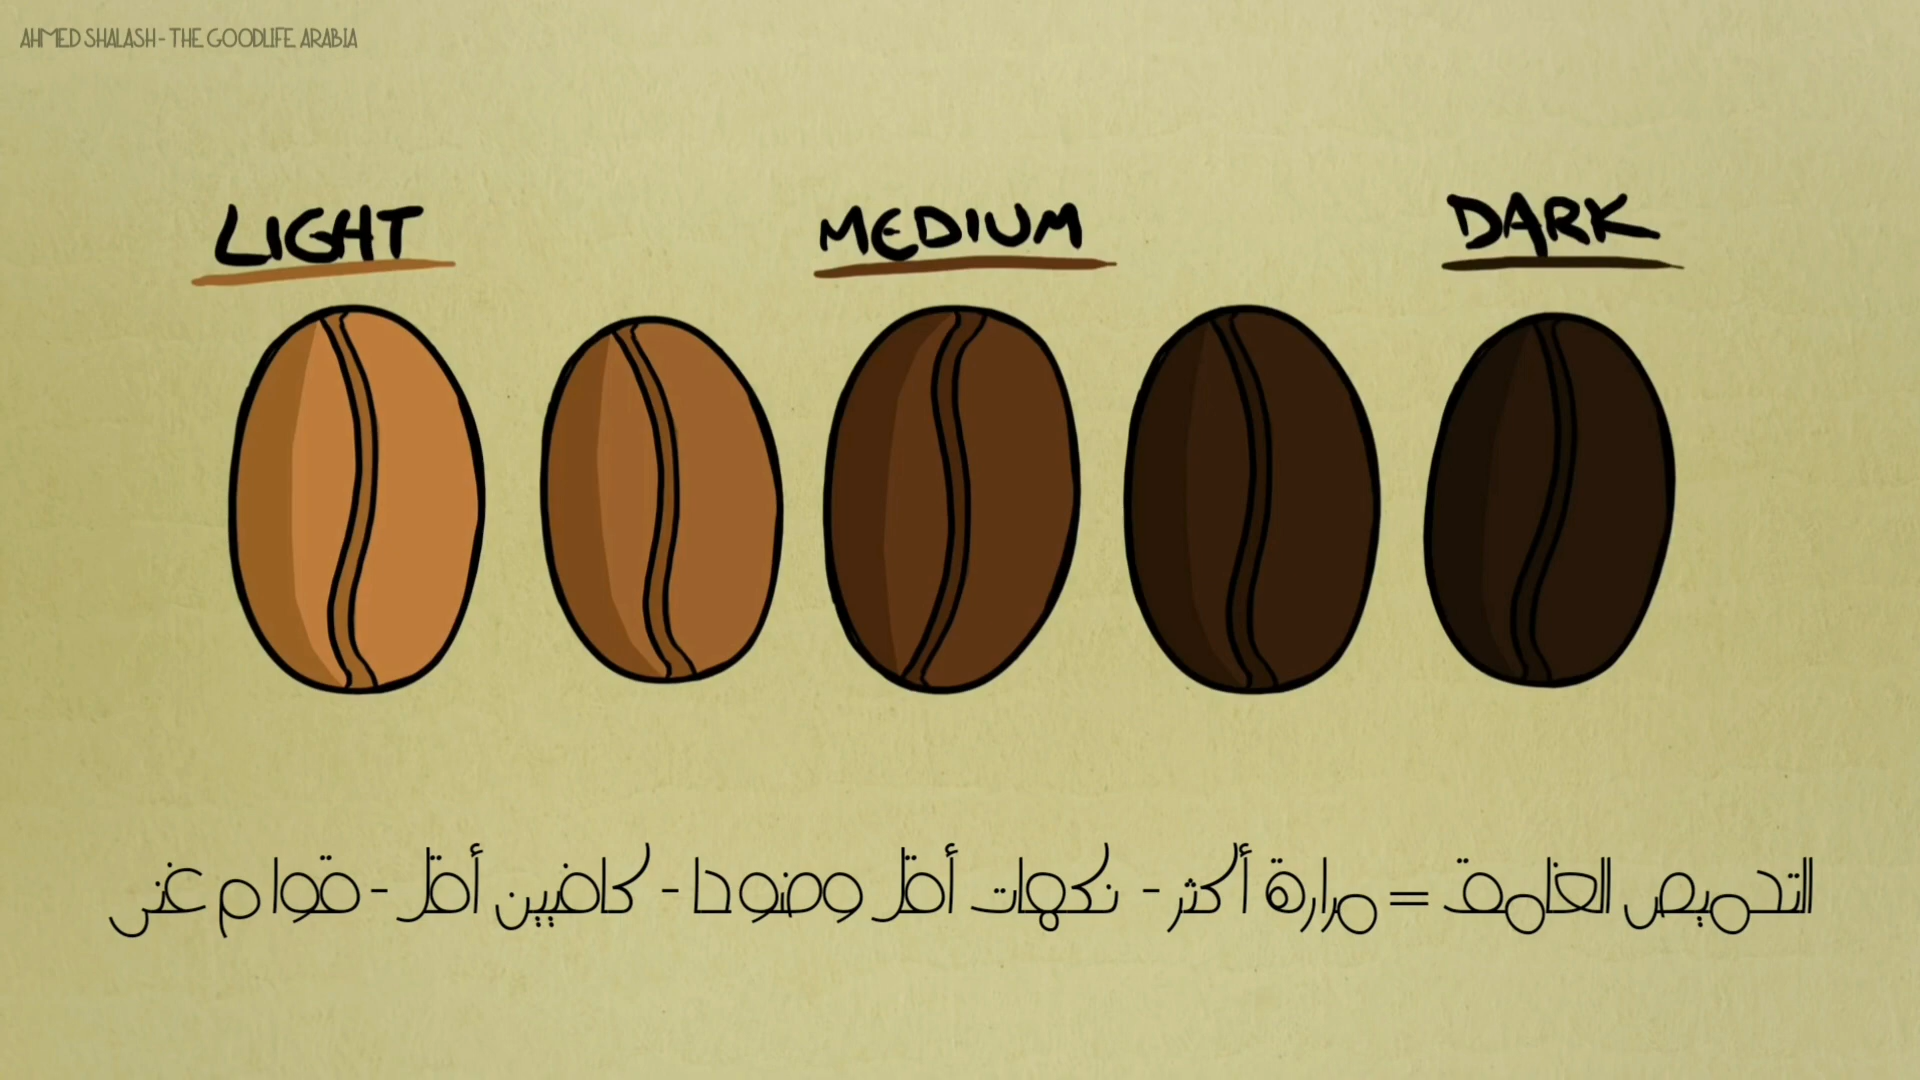 AHMED SHALASH - THE GOODLIFE ARABIA
LIGHT MEDIUM DARK
التحميص الغامق = مرارة أكثر - نكهات أقل وضوحا - كافيين أقل - قوام غني